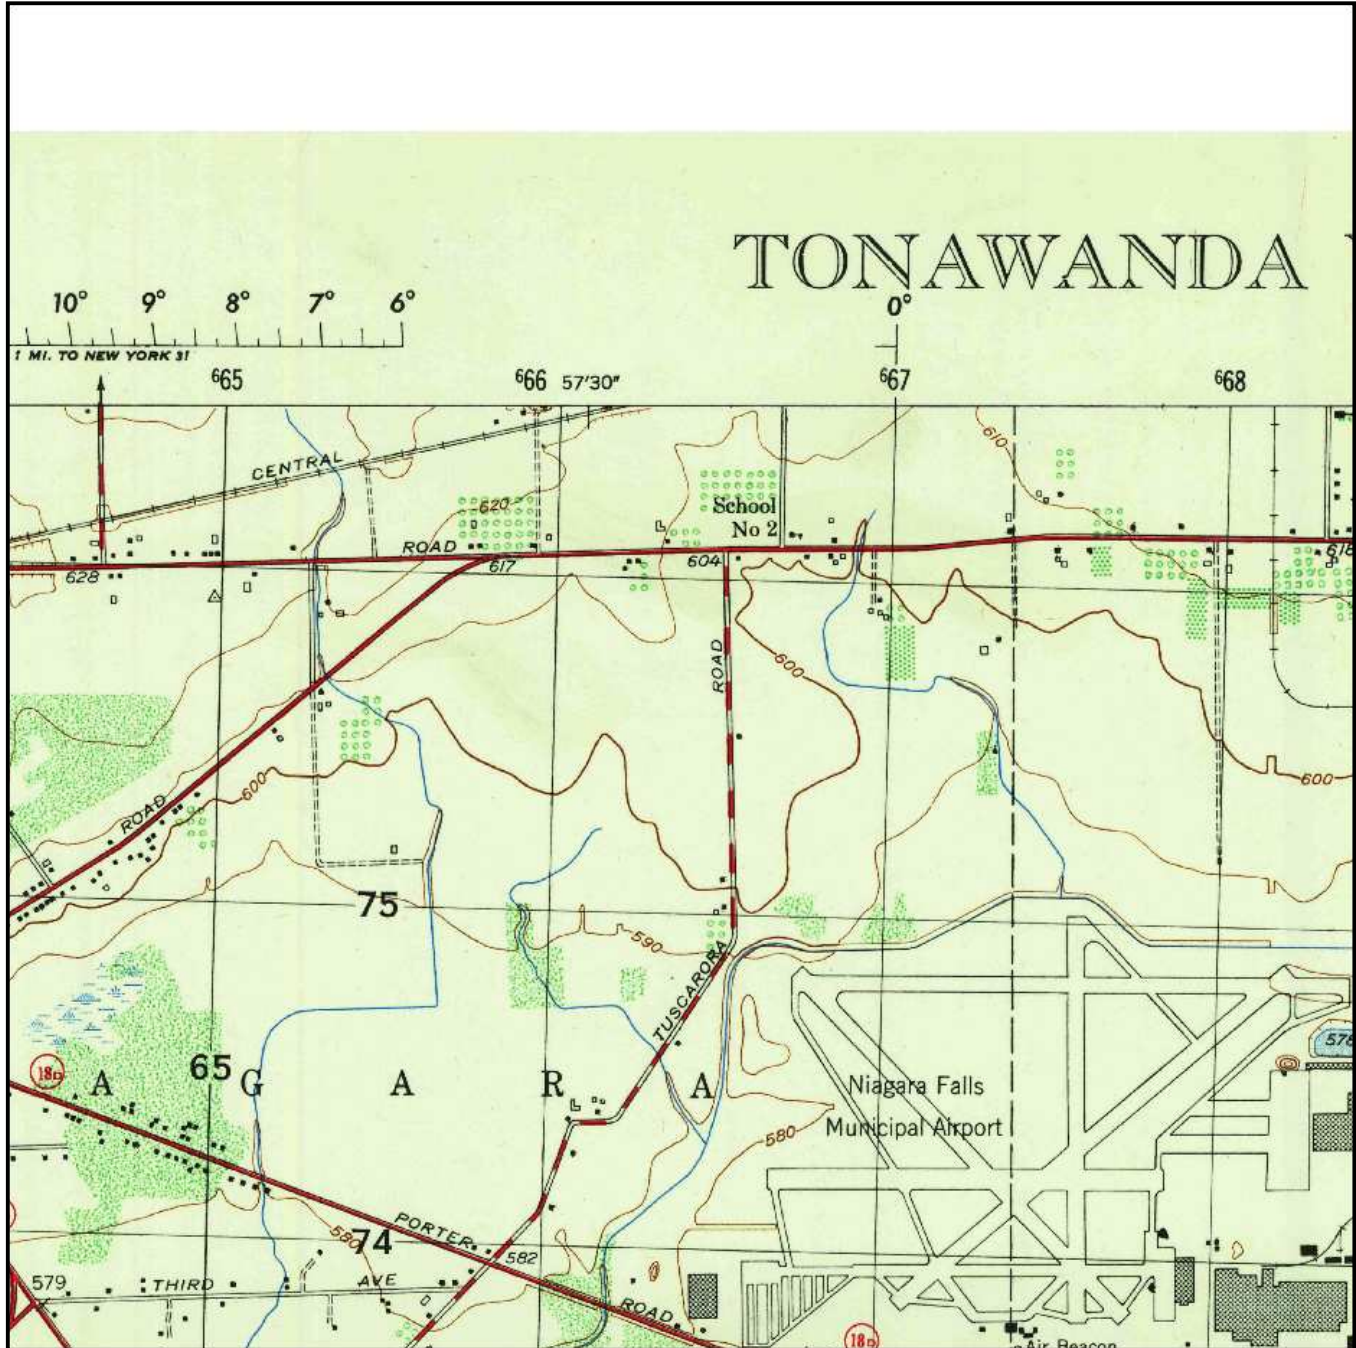 TONAWANDA
10° 9° 8° 7° 6° 0°
1 MI. TO NEW YORK 31
665 666 57'30" 667 668
CENTRAL
610
620
School
No 2
ROAD
628 617 604 618
ROAD
600
600
600
ROAD
75
590
TUSCARORA
578
18
65
A G A R A
Niagara Falls
Municipal Airport
580
PORTER
580
74
582
579
THIRD AVE
ROAD
18
Air Beacon